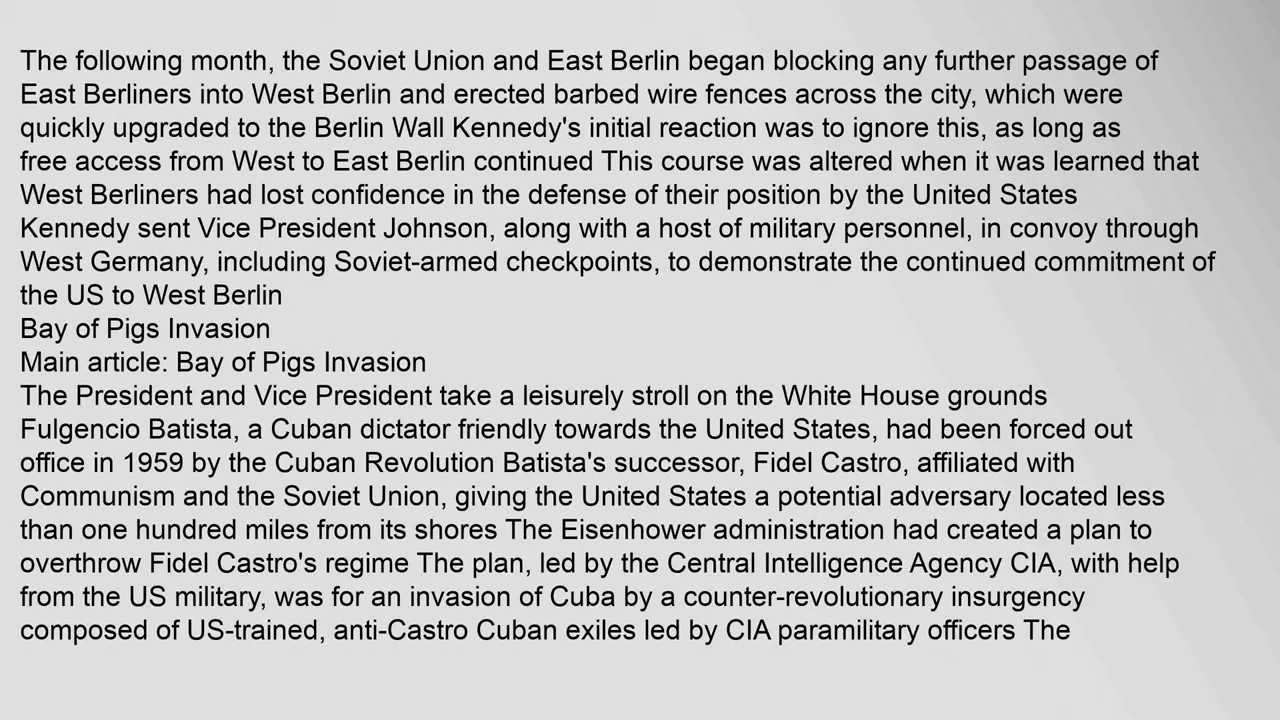 The following month, the Soviet Union and East Berlin began blocking any further passage of
East Berliners into West Berlin and erected barbed wire fences across the city, which were
quickly upgraded to the Berlin Wall Kennedy's initial reaction was to ignore this, as long as
free access from West to East Berlin continued This course was altered when it was learned that
West Berliners had lost confidence in the defense of their position by the United States
Kennedy sent Vice President Johnson, along with a host of military personnel, in convoy through
West Germany, including Soviet-armed checkpoints, to demonstrate the continued commitment of
the US to West Berlin
Bay of Pigs Invasion
Main article: Bay of Pigs Invasion
The President and Vice President take a leisurely stroll on the White House grounds
Fulgencio Batista, a Cuban dictator friendly towards the United States, had been forced out
office in 1959 by the Cuban Revolution Batista's successor, Fidel Castro, affiliated with
Communism and the Soviet Union, giving the United States a potential adversary located less
than one hundred miles from its shores The Eisenhower administration had created a plan to
overthrow Fidel Castro's regime The plan, led by the Central Intelligence Agency CIA, with help
from the US military, was for an invasion of Cuba by a counter-revolutionary insurgency
composed of US-trained, anti-Castro Cuban exiles led by CIA paramilitary officers The